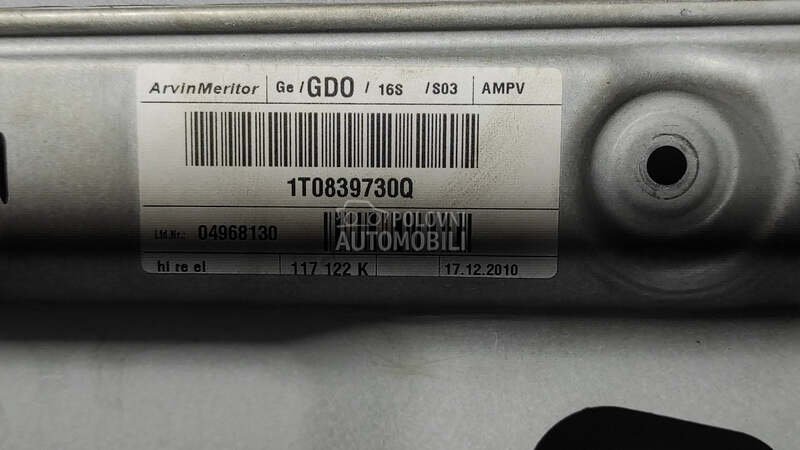 ArvinMeritor Ge / GDO / 16S / S03 AMPV
1T0839730Q
Lfd.Nr.: 04968130
POLOVNI
AUTOMOBILI
hi re el 117 122 K 17.12.2010